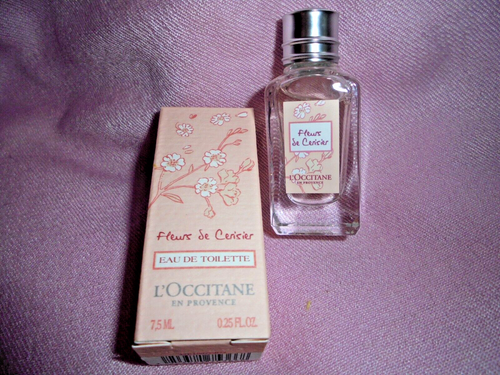 Fleurs de Cerisier
EAU DE TOILETTE
L'OCCITANE
EN PROVENCE
7,5 ML 0.25 FL.OZ.
Fleurs
de Cerisier
L'OCCITANE
EN PROVENCE